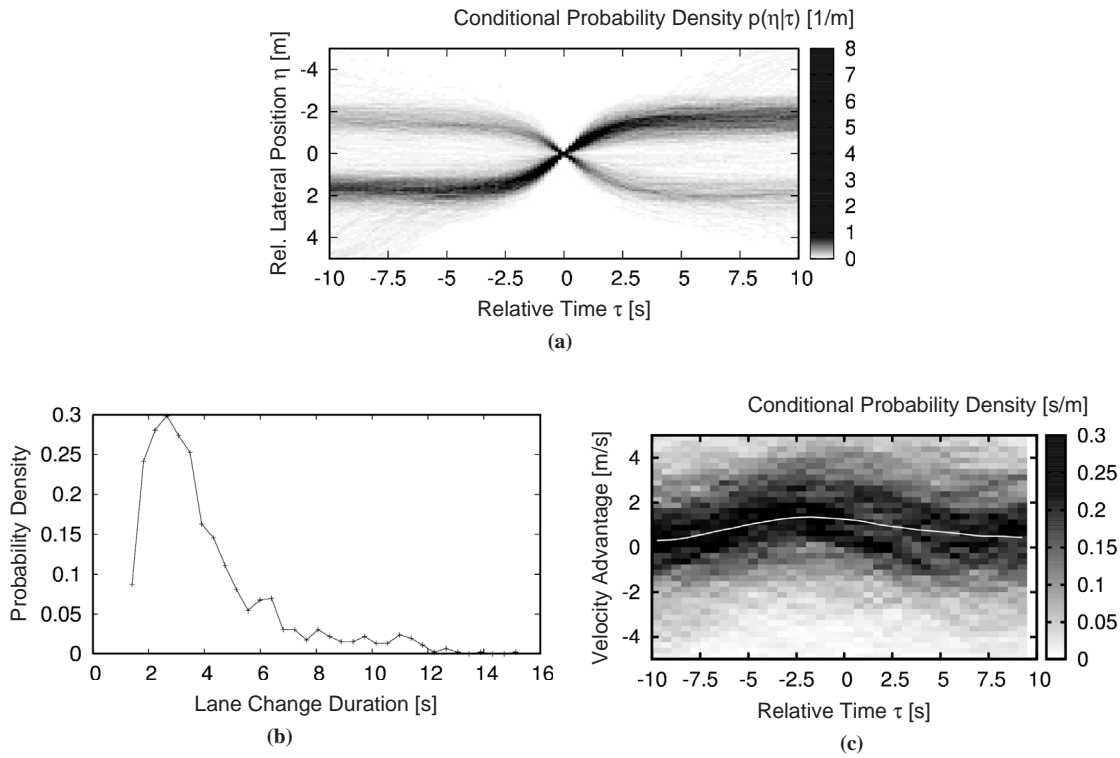 Conditional Probability Density p(η|τ) [1/m]
Rel. Lateral Position η [m]
-4
-2
0
2
4
8
7
6
5
4
3
2
1
0
-10 -7.5 -5 -2.5 0 2.5 5 7.5 10
Relative Time τ [s]
(a)
Probability Density
0.3
0.25
0.2
0.15
0.1
0.05
0
0 2 4 6 8 10 12 14 16
Lane Change Duration [s]
(b)
Conditional Probability Density [s/m]
Velocity Advantage [m/s]
4
2
0
-2
-4
0.3
0.25
0.2
0.15
0.1
0.05
0
-10 -7.5 -5 -2.5 0 2.5 5 7.5 10
Relative Time τ [s]
(c)